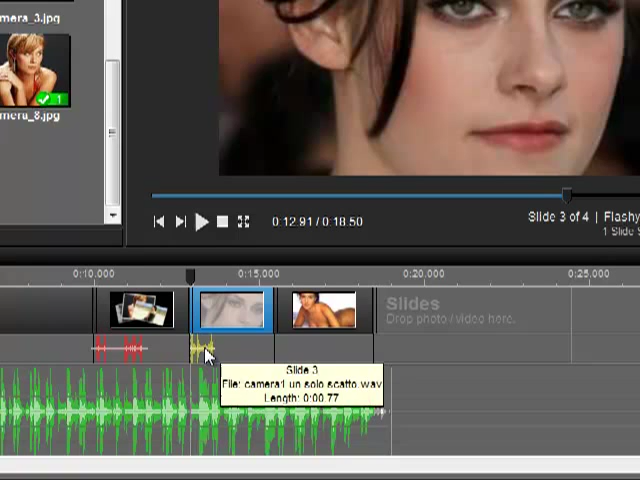 mera_3.jpg
1
mera_8.jpg
0:12.91 / 0:18.50
Slide 3 of 4 | Flashy
1 Slide S
0:10.000
0:15.000
0:20.000
0:25.000
Slides
Drop photo / video here.
Slide 3
File: camera1 un solo scatto.wav
Length: 0:00.77